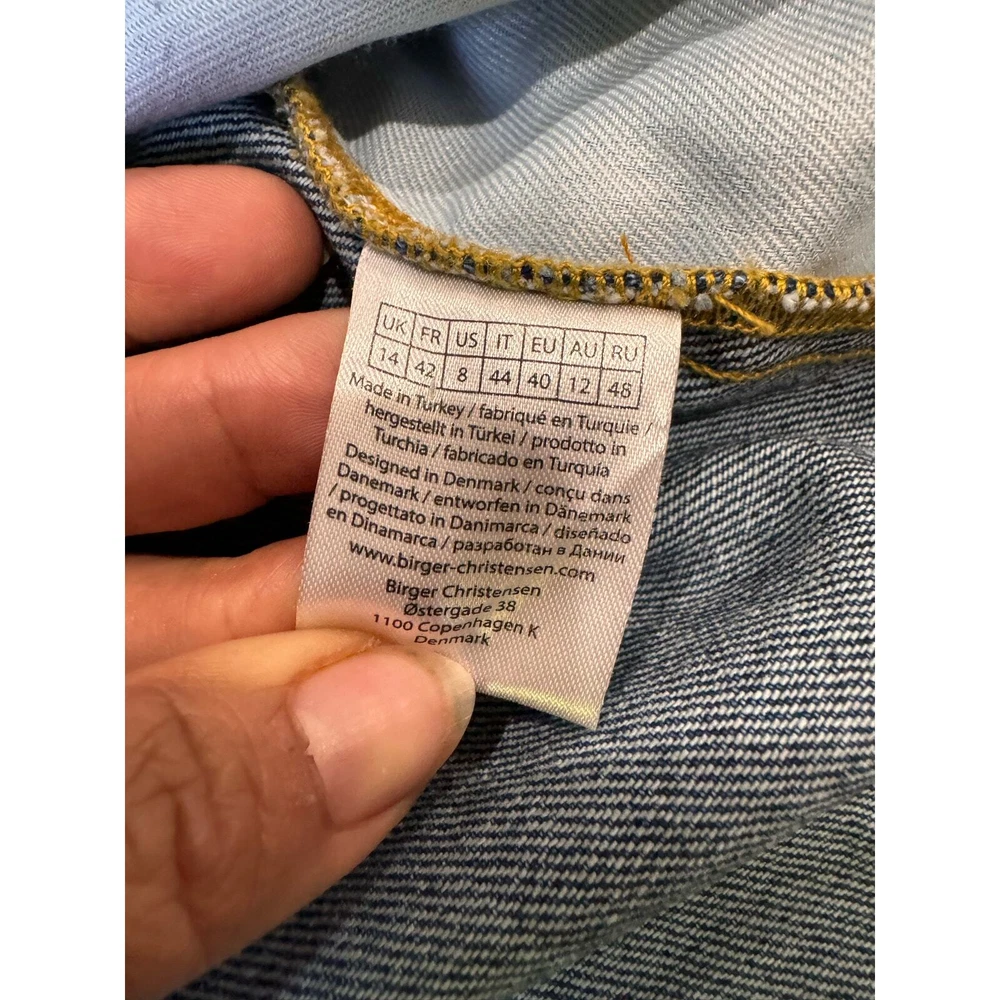 UK FR US IT EU AU RU
14 42 8 44 40 12 48
Made in Turkey / fabriqué en Turquie /
hergestellt in Türkei / prodotto in
Turchia / fabricado en Turquía
Designed in Denmark / conçu dans
Danemark / entworfen in Dänemark
/ progettato in Danimarca / diseñado
en Dinamarca / разработан в Дании
www.birger-christensen.com
Birger Christensen
Østergade 38
1100 Copenhagen K
Denmark